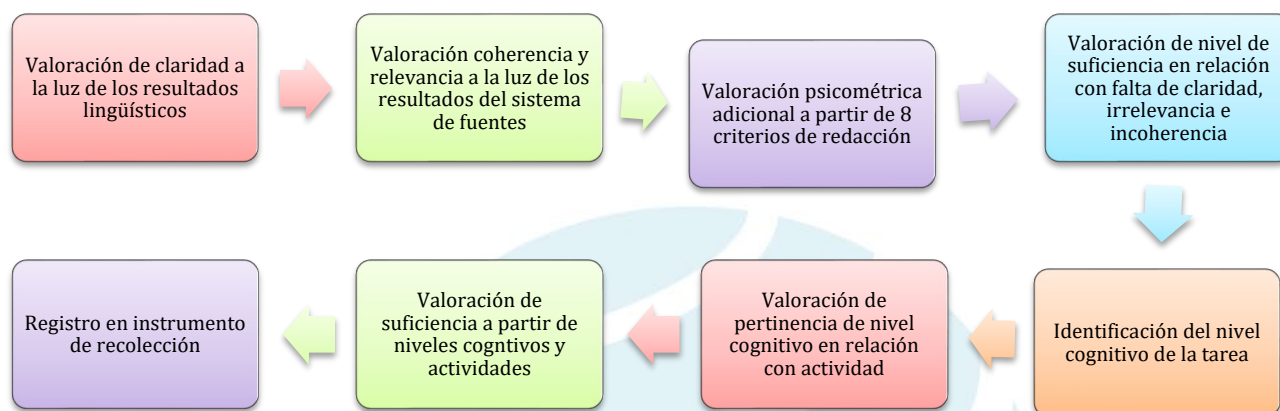 Valoración de claridad a
la luz de los resultados
lingüísticos
Valoración coherencia y
relevancia a la luz de los
resultados del sistema
de fuentes
Valoración psicométrica
adicional a partir de 8
criterios de redacción
Valoración de nivel de
suficiencia en relación
con falta de claridad,
irrelevancia e
incoherencia
Identificación del nivel
cognitivo de la tarea
Valoración de
pertinencia de nivel
cognitivo en relación
con actividad
Valoración de
suficiencia a partir de
niveles cogntivos y
actividades
Registro en instrumento
de recolección